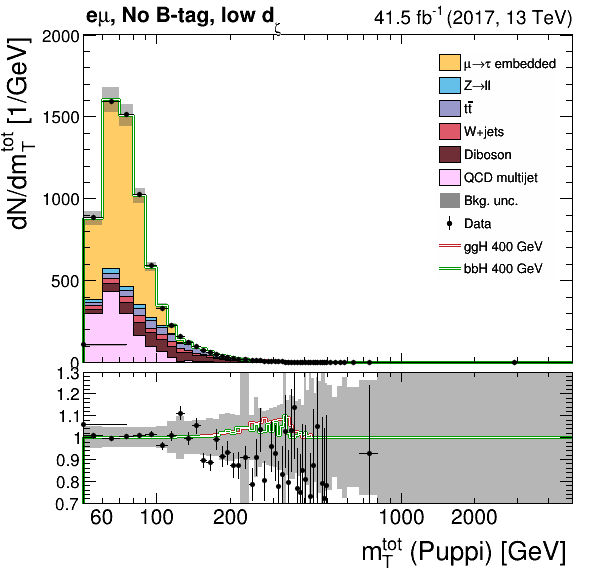 eμ, No B-tag, low d_ζ 41.5 fb⁻¹ (2017, 13 TeV)
dN/dm_T^tot [1/GeV]
2000
1500
1000
500
0
μ→τ embedded
Z→ll
tt̄
W+jets
Diboson
QCD multijet
Bkg. unc.
Data
ggH 400 GeV
bbH 400 GeV
1.3
1.2
1.1
1
0.9
0.8
0.7
60 100 200 1000 2000
m_T^tot (Puppi) [GeV]